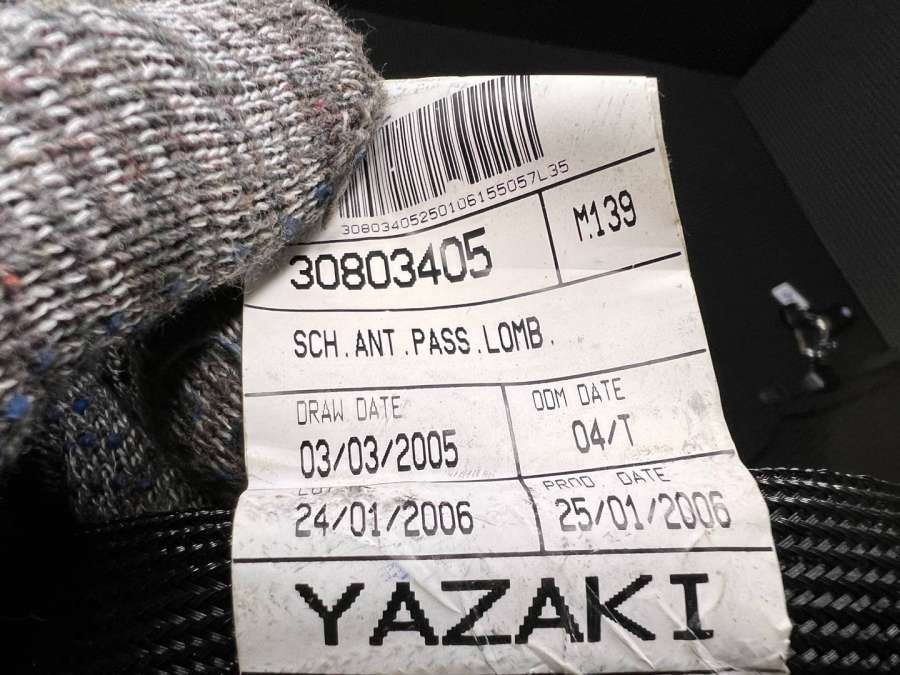 30803405250106155057L35
30803405
M139
SCH.ANT.PASS.LOMB.
DRAW DATE
03/03/2005
ODM DATE
04/T
24/01/2006
PROD. DATE
25/01/2006
YAZAKI